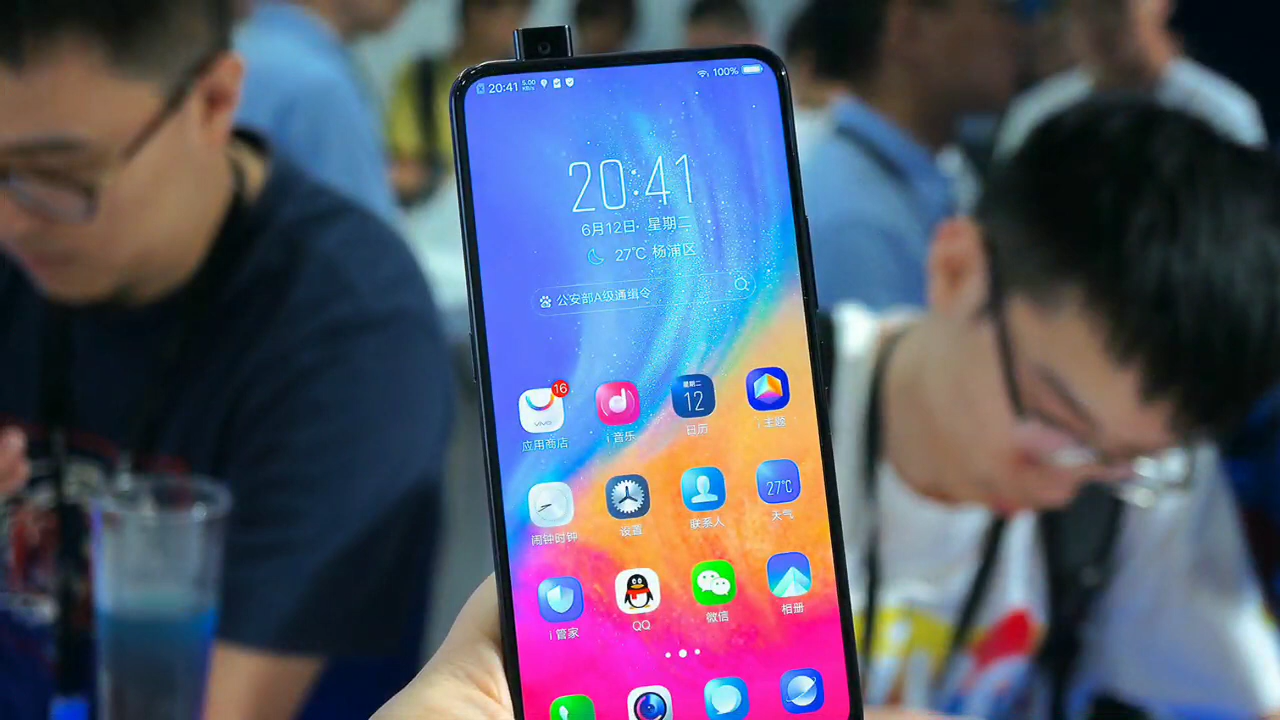 20:41 5.00 KB/s 100%
20:41
6月12日 星期二
27℃ 杨浦区
公安部A级通缉令
16
vivo
星期二
12
应用商店 i 音乐 日历 i 主题
27℃
闹钟时钟 设置 联系人 天气
i 管家 QQ 微信 相册